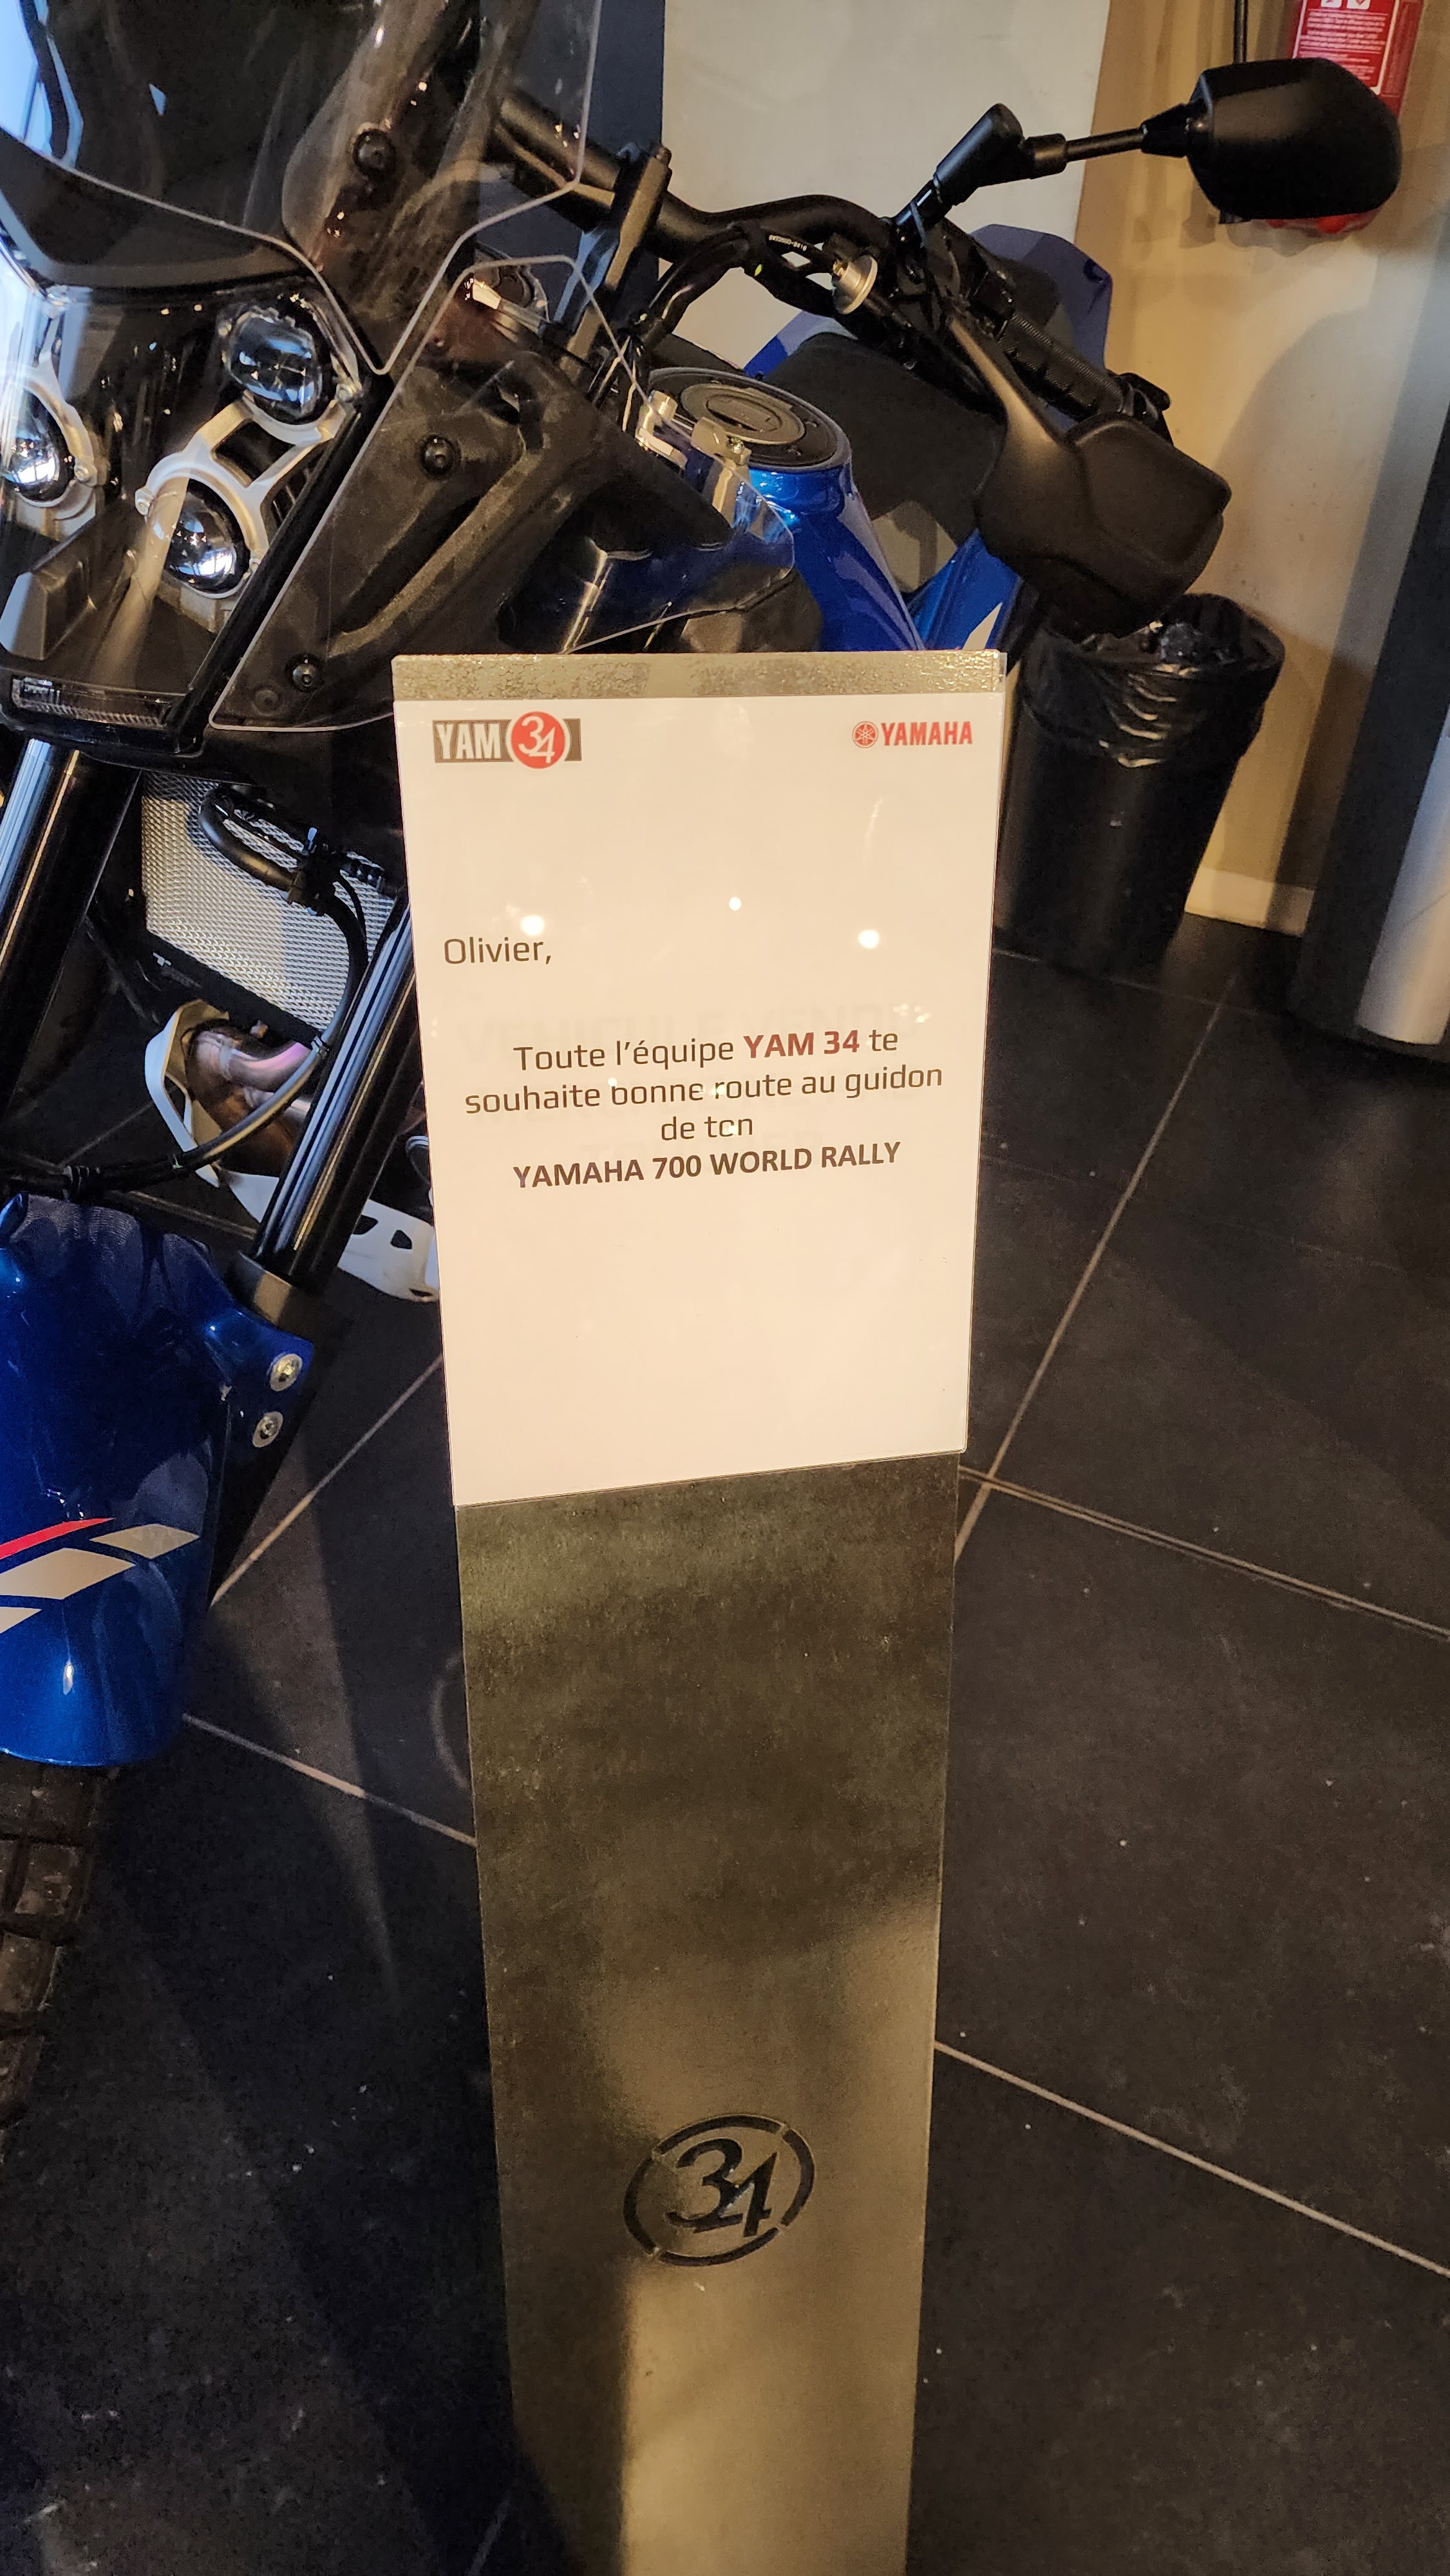 YAM 34
YAMAHA
Olivier,
Toute l’équipe YAM 34 te
souhaite bonne route au guidon
de ton
YAMAHA 700 WORLD RALLY
34